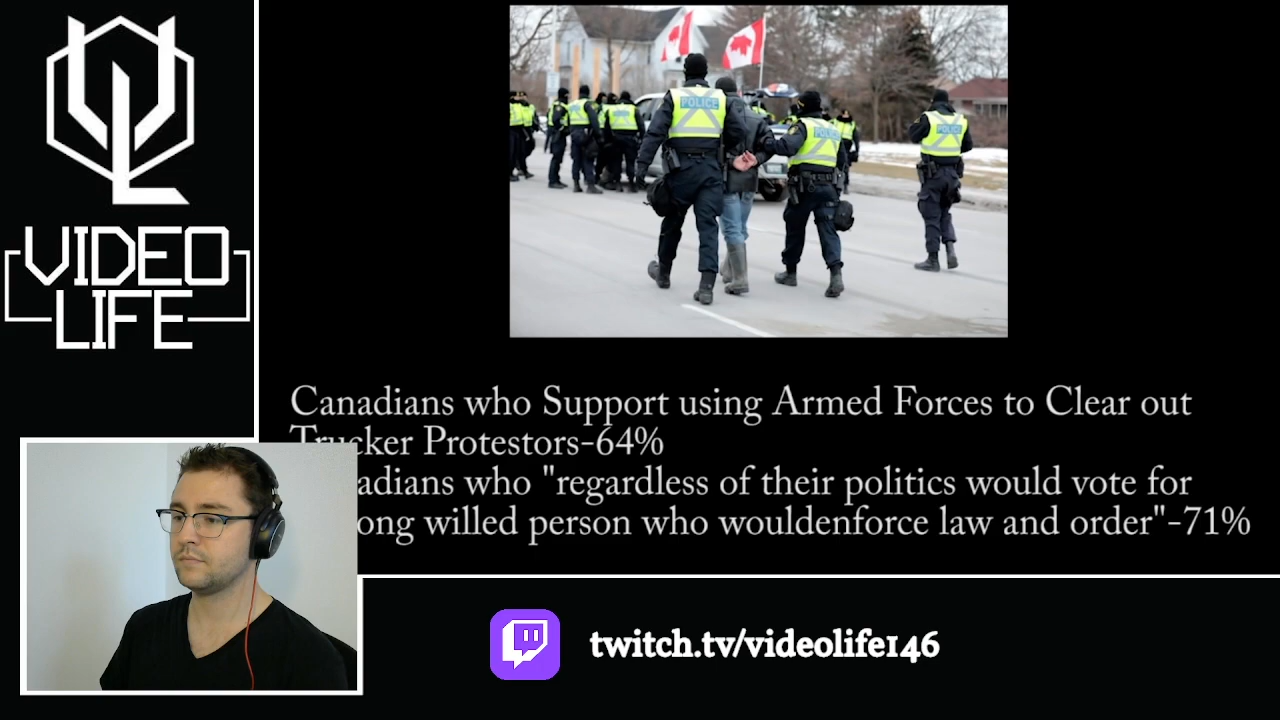 VIDEO
LIFE
POLICE
POLICE
POLICE
Canadians who Support using Armed Forces to Clear out
Trucker Protestors-64%
adians who "regardless of their politics would vote for
ong willed person who wouldenforce law and order"-71%
twitch.tv/videolife146